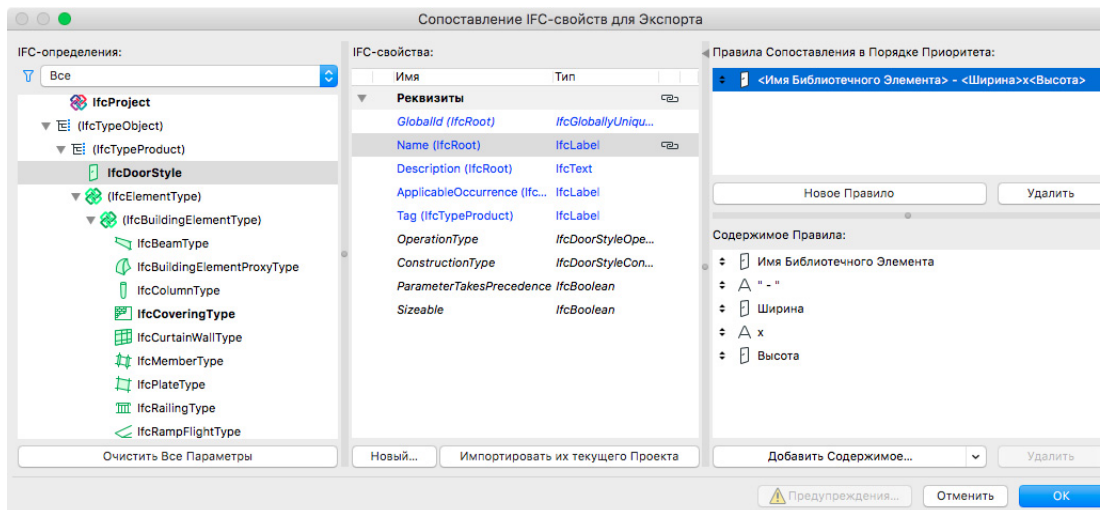 Сопоставление IFC-свойств для Экспорта
IFC-определения:
Все
IfcProject
(IfcTypeObject)
(IfcTypeProduct)
IfcDoorStyle
(IfcElementType)
(IfcBuildingElementType)
IfcBeamType
IfcBuildingElementProxyType
IfcColumnType
IfcCoveringType
IfcCurtainWallType
IfcMemberType
IfcPlateType
IfcRailingType
IfcRampFlightType
Очистить Все Параметры
IFC-свойства:
Имя Тип
Реквизиты
GlobalId (IfcRoot) IfcGloballyUniqu...
Name (IfcRoot) IfcLabel
Description (IfcRoot) IfcText
ApplicableOccurrence (Ifc... IfcLabel
Tag (IfcTypeProduct) IfcLabel
OperationType IfcDoorStyleOpe...
ConstructionType IfcDoorStyleCon...
ParameterTakesPrecedence IfcBoolean
Sizeable IfcBoolean
Новый... Импортировать их текущего Проекта
Правила Сопоставления в Порядке Приоритета:
<Имя Библиотечного Элемента> - <Ширина>x<Высота>
Новое Правило Удалить
Содержимое Правила:
Имя Библиотечного Элемента
" - "
Ширина
x
Высота
Добавить Содержимое... Удалить
Предупреждения... Отменить OK